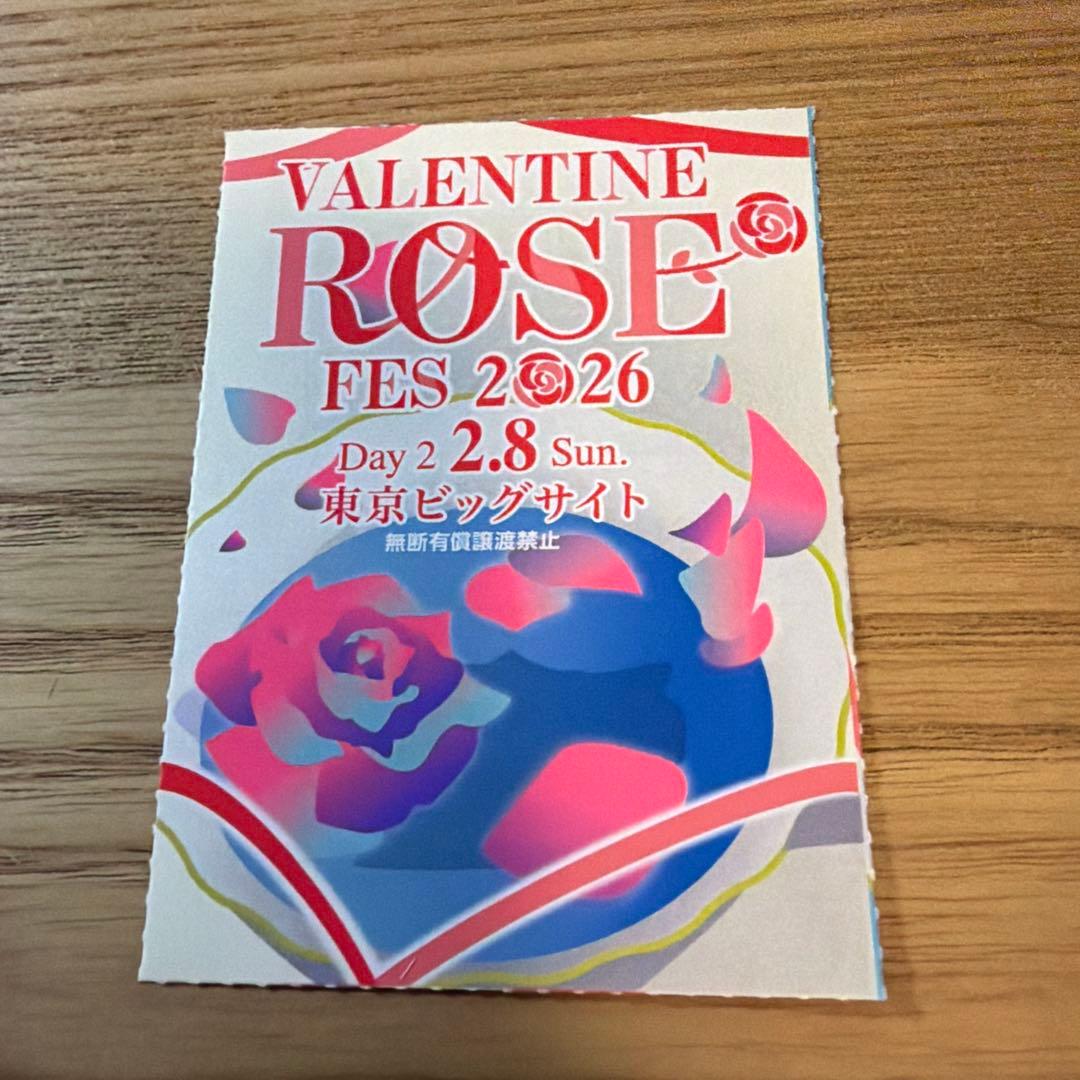 VALENTINE
ROSE
FES 2026
Day 2 2.8 Sun.
東京ビッグサイト
無断有償譲渡禁止